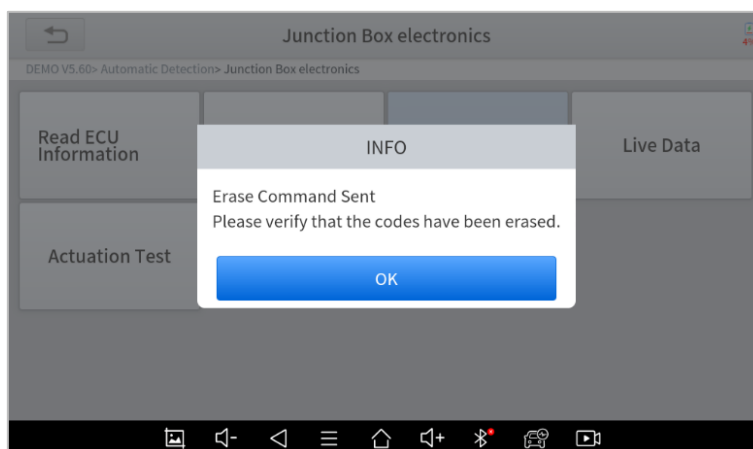 Junction Box electronics
DEMO V5.60> Automatic Detection> Junction Box electronics
Read ECU
Information
Live Data
Actuation Test
INFO
Erase Command Sent
Please verify that the codes have been erased.
OK